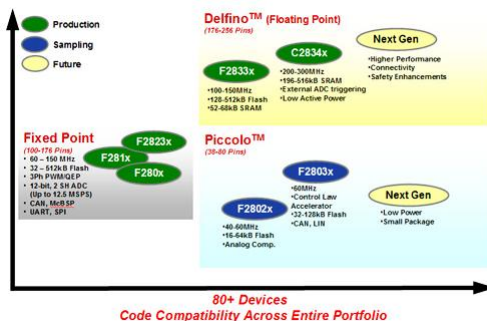 Production
Sampling
Future
Delfino™ (Floating Point)
(176-256 Pins)
F2833x
•100-150MHz
•128-512kB Flash
•52-68kB SRAM
C2834x
•200-300MHz
•196-516kB SRAM
•External ADC triggering
•Low Active Power
Next Gen
•Higher Performance
•Connectivity
•Safety Enhancements
Fixed Point
(100-176 Pins)
• 60 – 150 MHz
• 32 – 512kB Flash
• 3Ph PWM/QEP
• 12-bit, 2 SH ADC
(Up to 12.5 MSPS)
• CAN, McBSP
• UART, SPI
F2823x
F281x
F280x
Piccolo™
(38-80 Pins)
F2802x
•40-60MHz
•16-64kB Flash
•Analog Comp.
F2803x
•60MHz
•Control Law
Accelerator
•32-128kB Flash
•CAN, LIN
Next Gen
•Low Power
•Small Package
80+ Devices
Code Compatibility Across Entire Portfolio